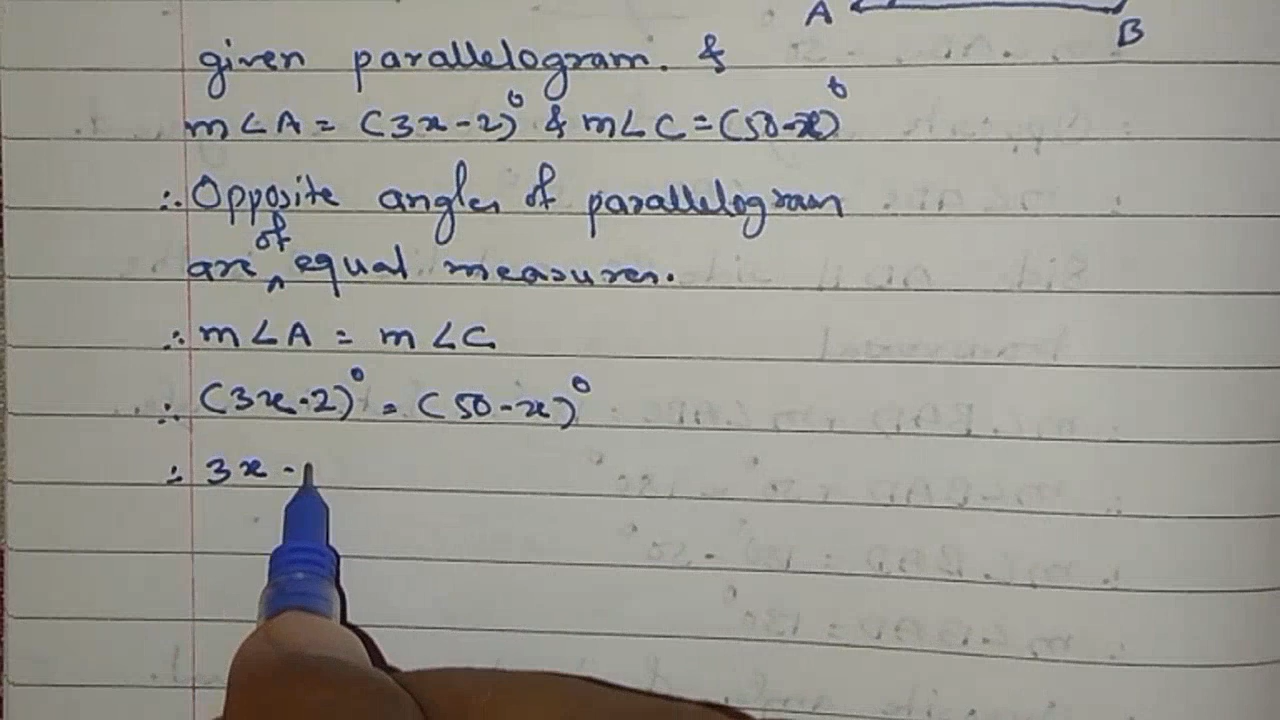 A
B
given parallelogram. &
m∠A = (3x-2)° & m∠C = (50-x)°
∴ Opposite angles of parallelogram
of
are ^ equal measures.
∴ m∠A = m∠C
∴ (3x-2)° = (50-x)°
∴ 3x -